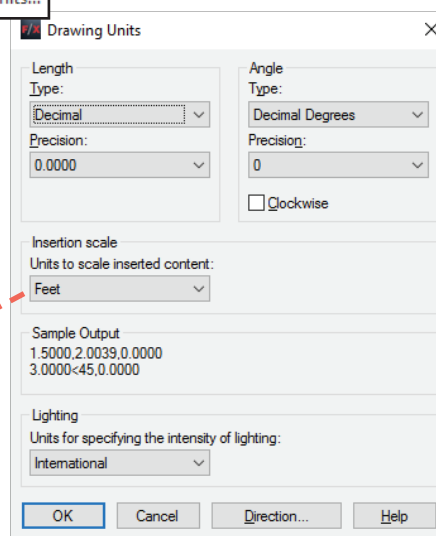 F/X Drawing Units
Length
Type:
Decimal
Precision:
0.0000
Angle
Type:
Decimal Degrees
Precision:
0
Clockwise
Insertion scale
Units to scale inserted content:
Feet
Sample Output
1.5000,2.0039,0.0000
3.0000<45,0.0000
Lighting
Units for specifying the intensity of lighting:
International
OK Cancel Direction... Help